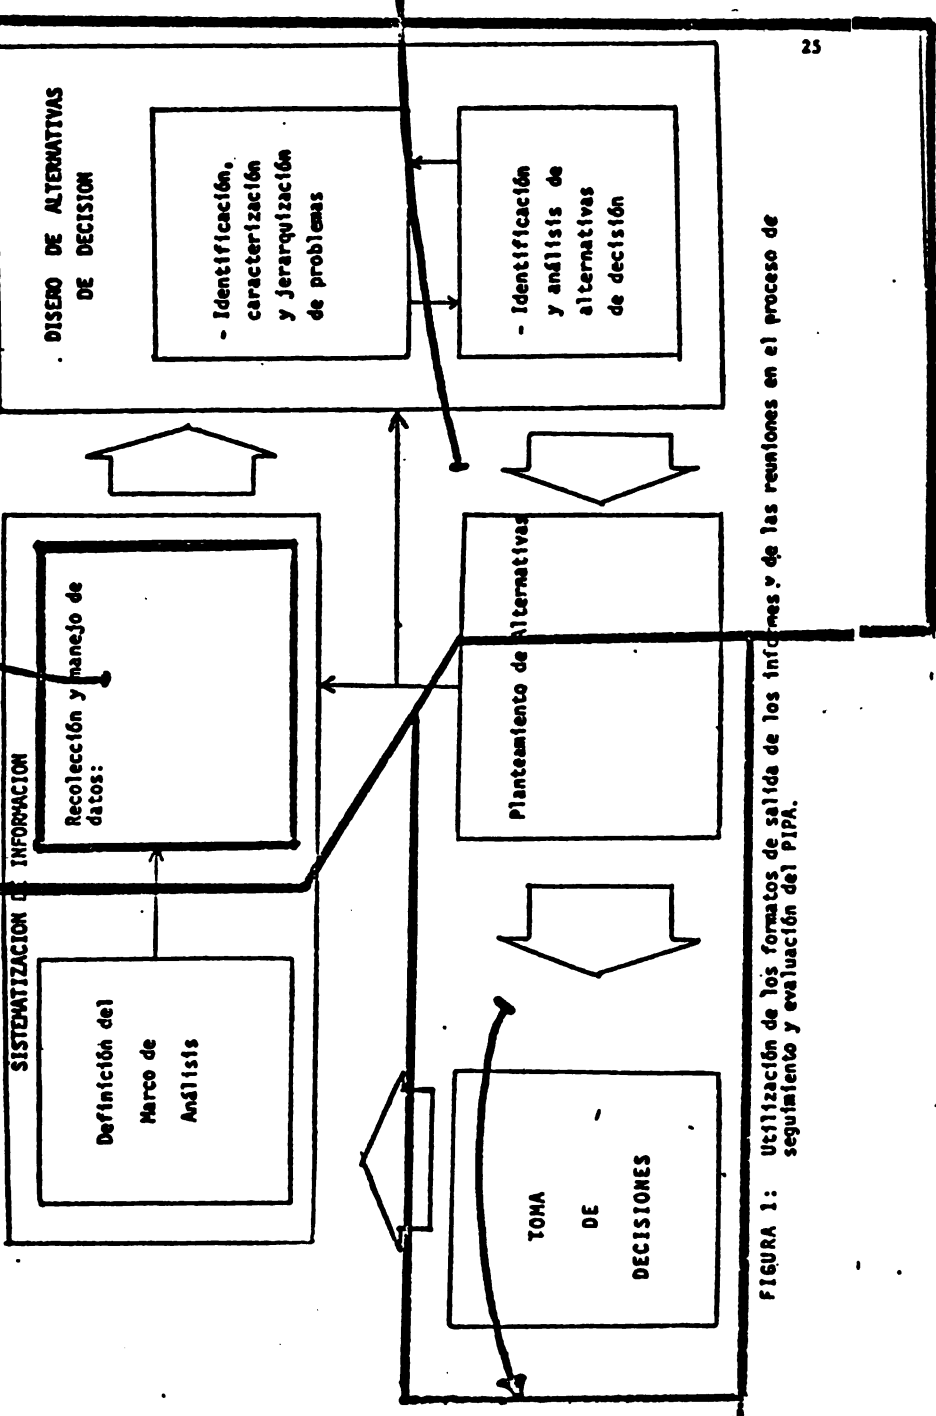 25
SISTEMATIZACION DE INFORMACION
Definición del
Marco de
Análisis
Recolección y manejo de
datos:
DISEÑO DE ALTERNATIVAS
DE DECISION
- Identificación,
caracterización
y jerarquización
de problemas
- Identificación
y análisis de
alternativas
de decisión
Planteamiento de Alternativas
TOMA
DE
DECISIONES
FIGURA 1: Utilización de los formatos de salida de los informes y de las reuniones en el proceso de
seguimiento y evaluación del PIPA.